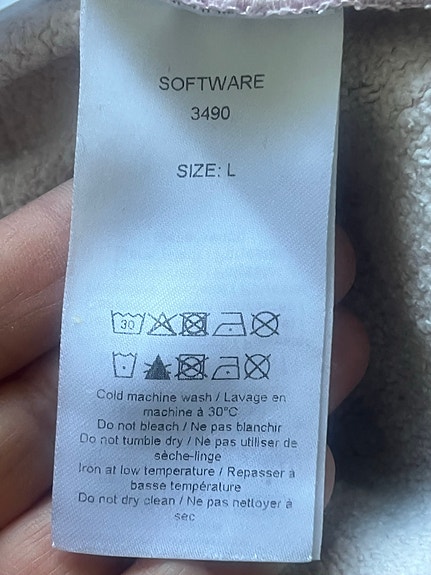 SOFTWARE
3490
SIZE: L
30
Cold machine wash / Lavage en
machine à 30°C
Do not bleach / Ne pas blanchir
Do not tumble dry / Ne pas utiliser de
sèche-linge
Iron at low temperature / Repasser à
basse température
Do not dry clean / Ne pas nettoyer à
sec